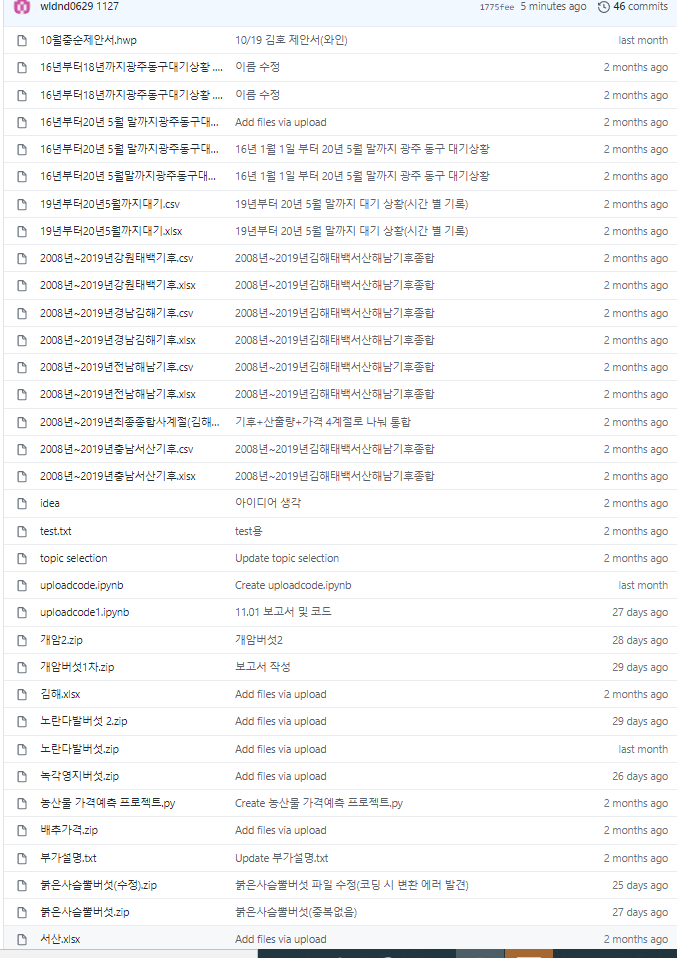 wldnd0629 1127 1775fee 5 minutes ago 46 commits
10월중순제안서.hwp 10/19 김호 제안서(와인) last month
16년부터18년까지광주동구대기상황 .... 이름 수정 2 months ago
16년부터18년까지광주동구대기상황 .... 이름 수정 2 months ago
16년부터20년 5월 말까지광주동구대... Add files via upload 2 months ago
16년부터20년 5월 말까지광주동구대... 16년 1월 1일 부터 20년 5월 말까지 광주 동구 대기상황 2 months ago
16년부터20년 5월말까지광주동구대... 16년 1월 1일 부터 20년 5월 말까지 광주 동구 대기상황 2 months ago
19년부터20년5월까지대기.csv 19년부터 20년 5월 말까지 대기 상황(시간 별 기록) 2 months ago
19년부터20년5월까지대기.xlsx 19년부터 20년 5월 말까지 대기 상황(시간 별 기록) 2 months ago
2008년~2019년강원태백기후.csv 2008년~2019년김해태백서산해남기후종합 2 months ago
2008년~2019년강원태백기후.xlsx 2008년~2019년김해태백서산해남기후종합 2 months ago
2008년~2019년경남김해기후.csv 2008년~2019년김해태백서산해남기후종합 2 months ago
2008년~2019년경남김해기후.xlsx 2008년~2019년김해태백서산해남기후종합 2 months ago
2008년~2019년전남해남기후.csv 2008년~2019년김해태백서산해남기후종합 2 months ago
2008년~2019년전남해남기후.xlsx 2008년~2019년김해태백서산해남기후종합 2 months ago
2008년~2019년최종종합사계절(김해... 기후+산출량+가격 4계절로 나눠 통합 2 months ago
2008년~2019년충남서산기후.csv 2008년~2019년김해태백서산해남기후종합 2 months ago
2008년~2019년충남서산기후.xlsx 2008년~2019년김해태백서산해남기후종합 2 months ago
idea 아이디어 생각 2 months ago
test.txt test용 2 months ago
topic selection Update topic selection 2 months ago
uploadcode.ipynb Create uploadcode.ipynb last month
uploadcode1.ipynb 11.01 보고서 및 코드 27 days ago
개암2.zip 개암버섯2 28 days ago
개암버섯1차.zip 보고서 작성 29 days ago
김해.xlsx Add files via upload 2 months ago
노란다발버섯 2.zip Add files via upload 29 days ago
노란다발버섯.zip Add files via upload last month
녹각영지버섯.zip Add files via upload 26 days ago
농산물 가격예측 프로젝트.py Create 농산물 가격예측 프로젝트.py 2 months ago
배추가격.zip Add files via upload 2 months ago
부가설명.txt Update 부가설명.txt 2 months ago
붉은사슴뿔버섯(수정).zip 붉은사슴뿔버섯 파일 수정(코딩 시 변환 에러 발견) 25 days ago
붉은사슴뿔버섯.zip 붉은사슴뿔버섯(중복없음) 27 days ago
서산.xlsx Add files via upload 2 months ago